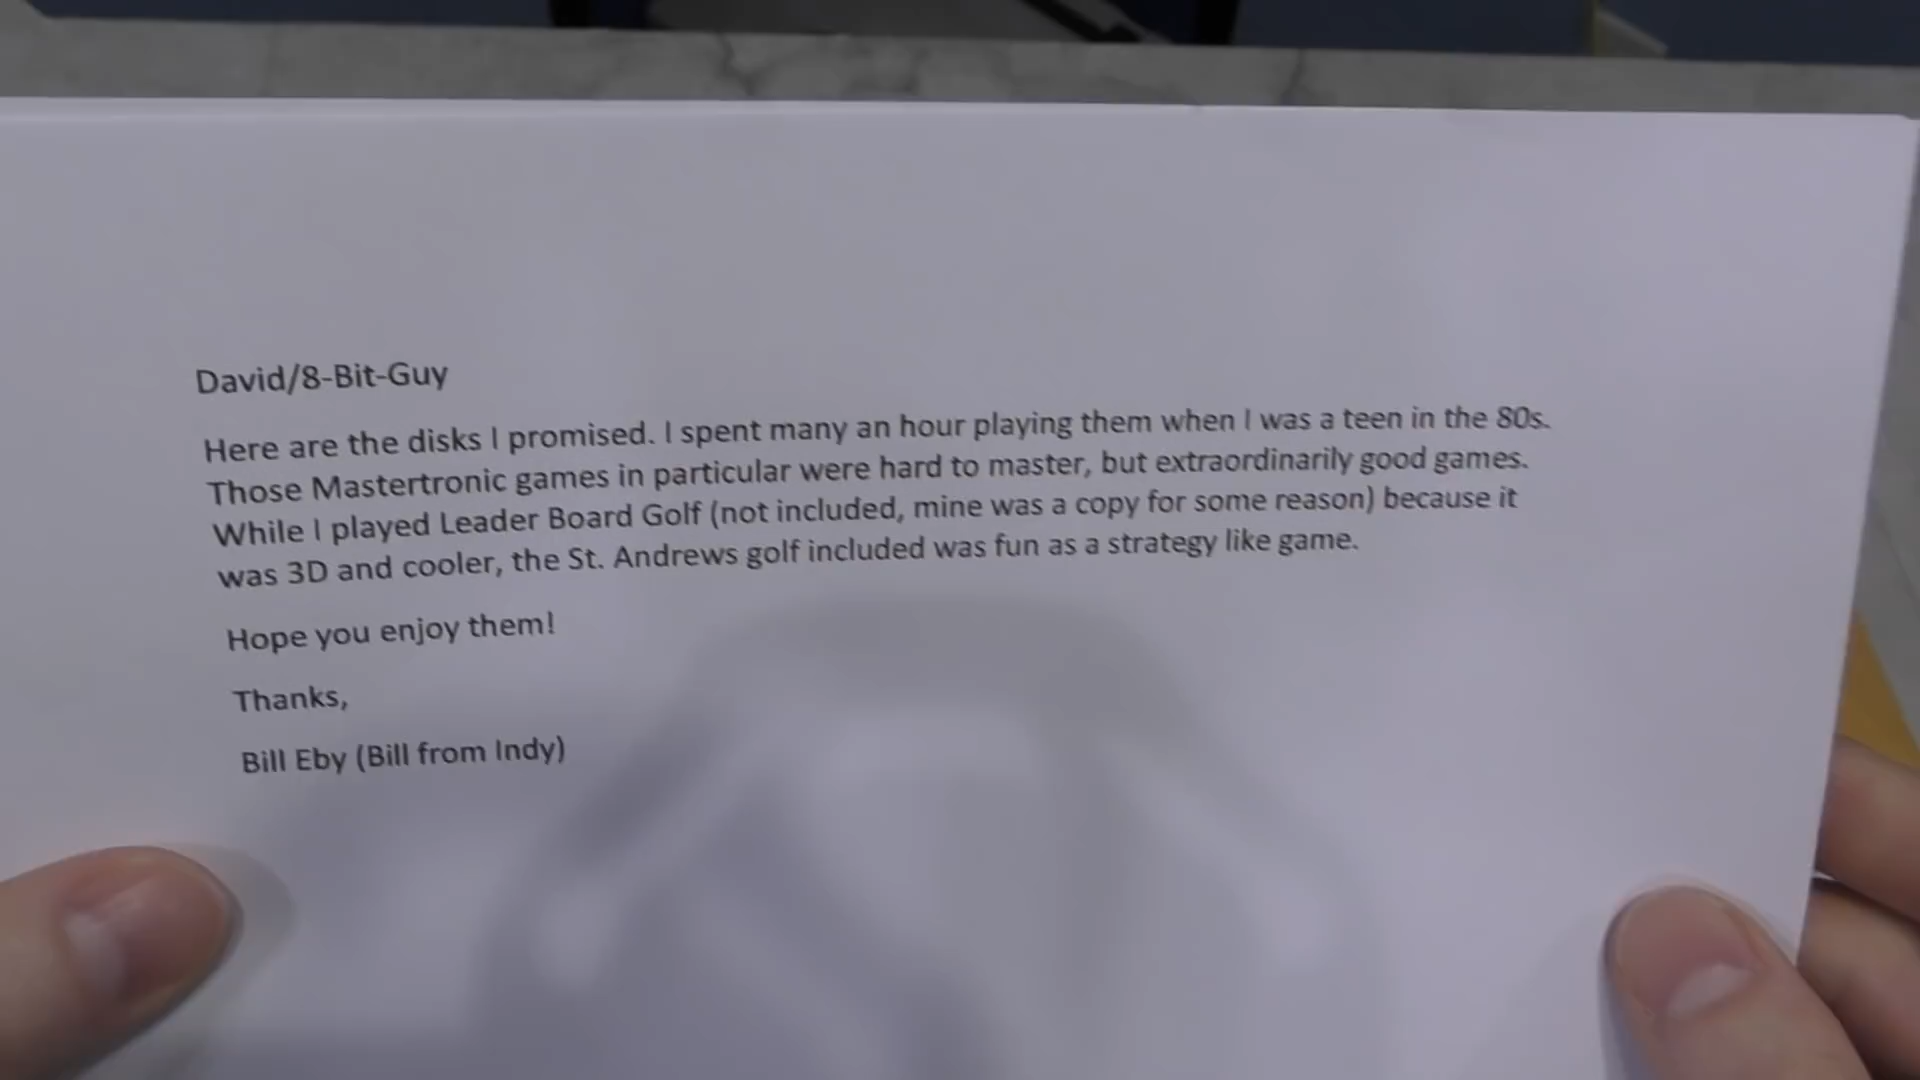 David/8-Bit-Guy
Here are the disks I promised. I spent many an hour playing them when I was a teen in the 80s.
Those Mastertronic games in particular were hard to master, but extraordinarily good games.
While I played Leader Board Golf (not included, mine was a copy for some reason) because it
was 3D and cooler, the St. Andrews golf included was fun as a strategy like game.
Hope you enjoy them!
Thanks,
Bill Eby (Bill from Indy)